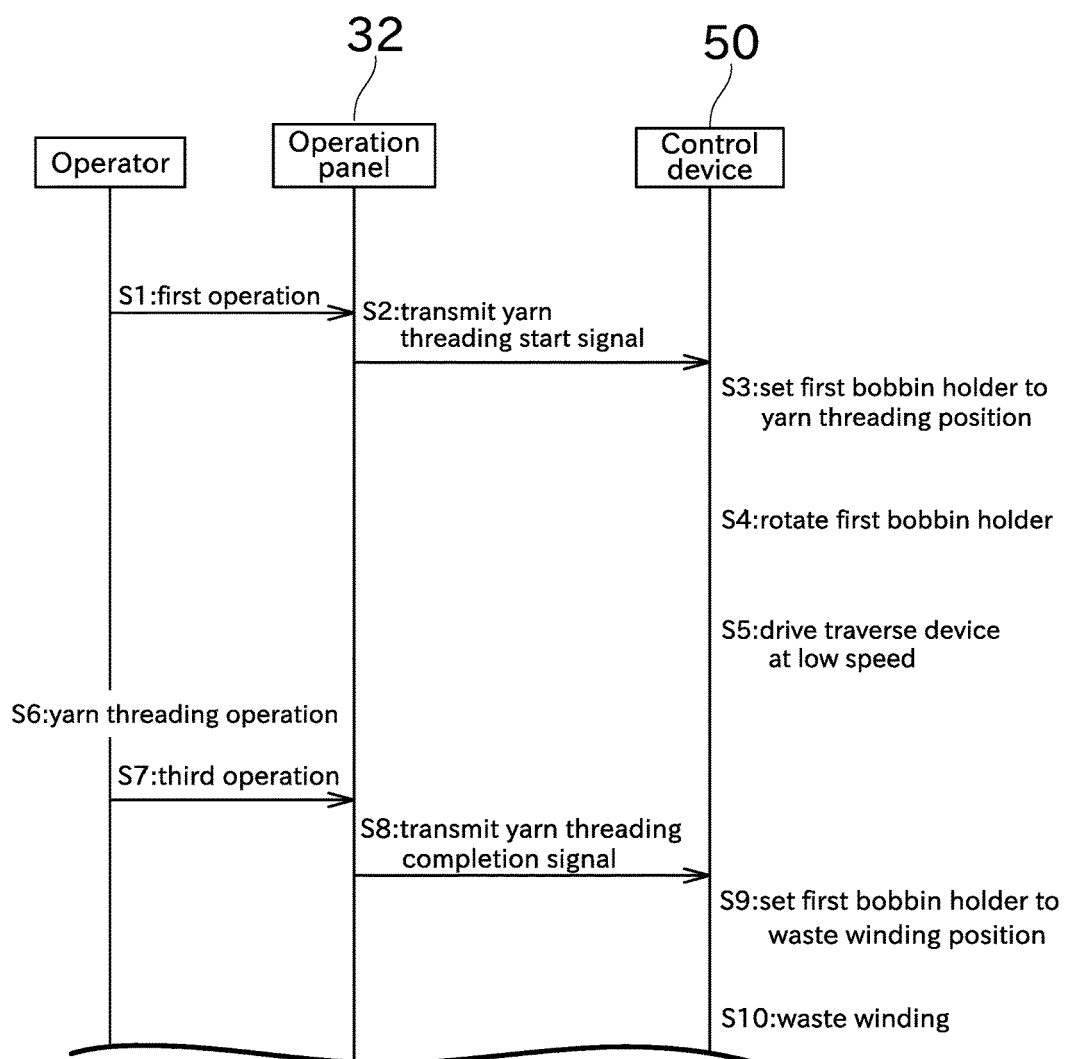 32
50
Operator
Operation
panel
Control
device
S1:first operation
S2:transmit yarn
threading start signal
S3:set first bobbin holder to
yarn threading position
S4:rotate first bobbin holder
S5:drive traverse device
at low speed
S6:yarn threading operation
S7:third operation
S8:transmit yarn threading
completion signal
S9:set first bobbin holder to
waste winding position
S10:waste winding